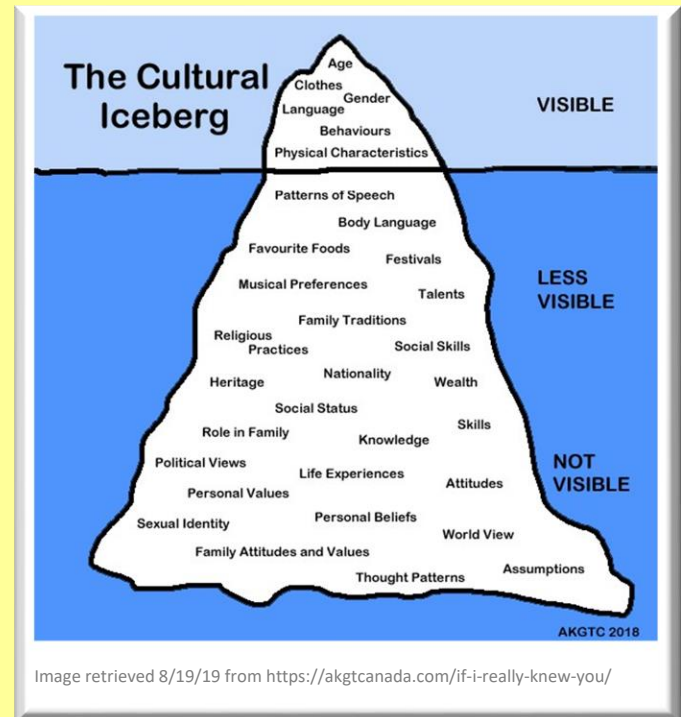 The Cultural
Iceberg
Age
Clothes
Gender
Language
Behaviours
Physical Characteristics
VISIBLE
Patterns of Speech
Body Language
Favourite Foods
Festivals
Musical Preferences
Talents
LESS
VISIBLE
Family Traditions
Religious
Practices
Social Skills
Nationality
Heritage
Wealth
Social Status
Skills
Role in Family
Knowledge
Political Views
Life Experiences
Attitudes
NOT
VISIBLE
Personal Values
Personal Beliefs
Sexual Identity
World View
Family Attitudes and Values
Assumptions
Thought Patterns
AKGTC 2018
Image retrieved 8/19/19 from https://akgtcanada.com/if-i-really-knew-you/